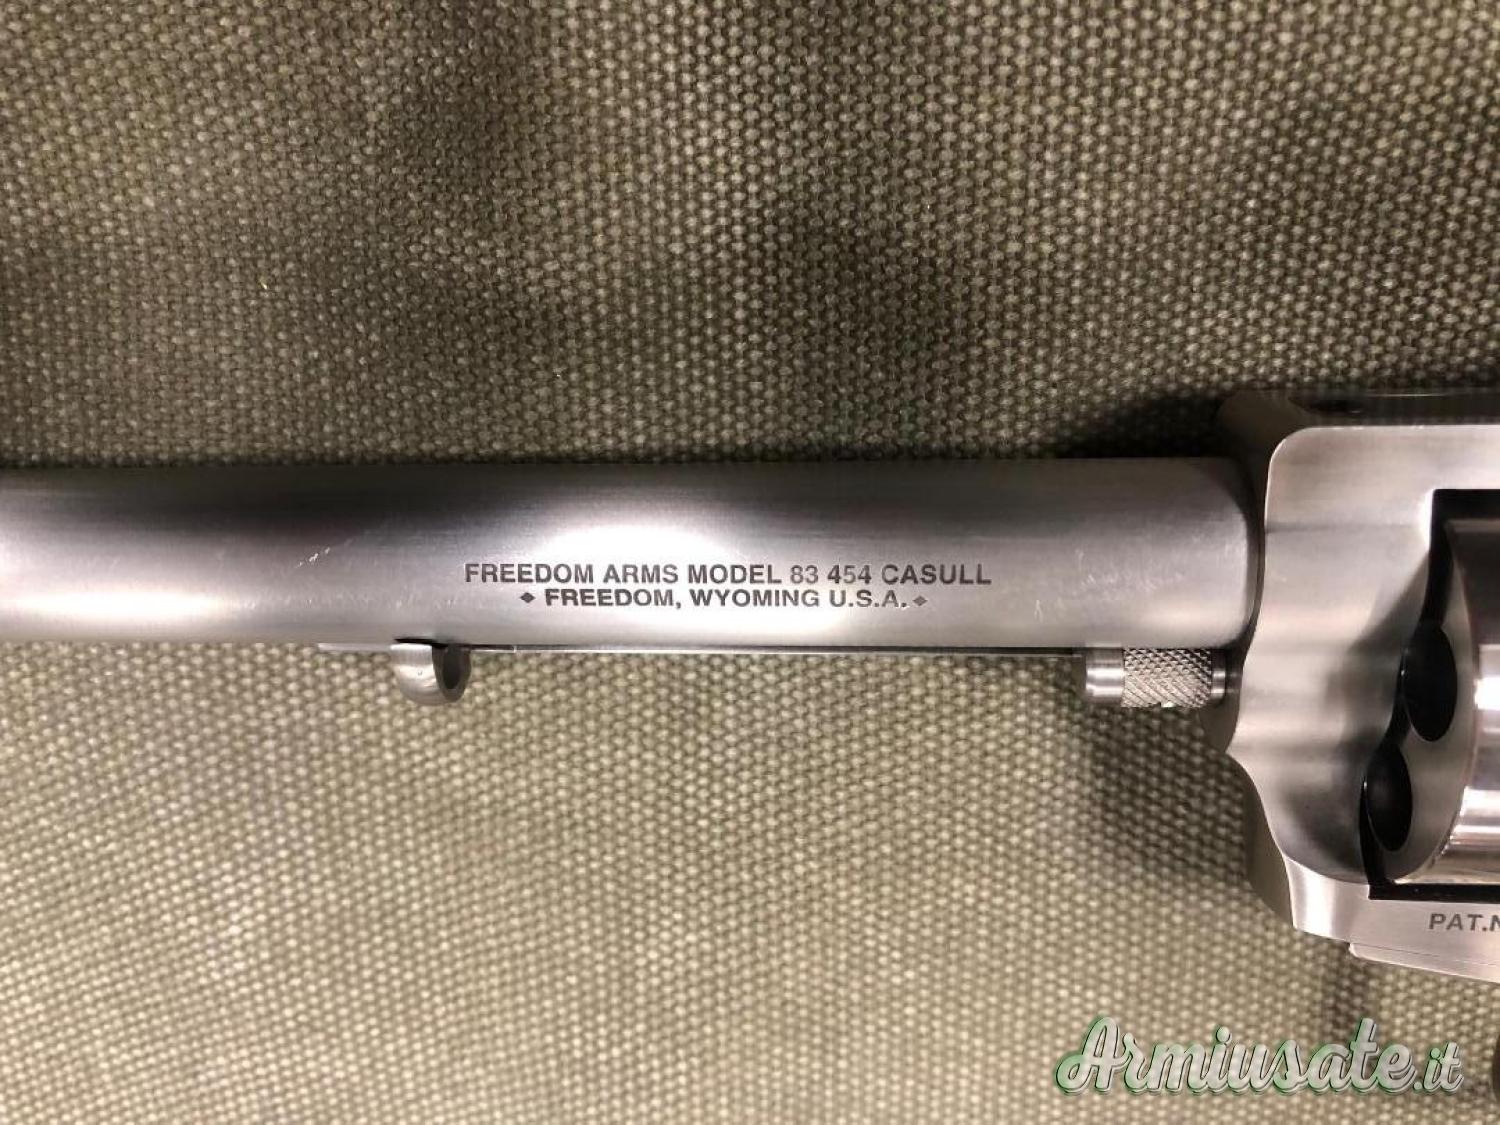 FREEDOM ARMS MODEL 83 454 CASULL
◆ FREEDOM, WYOMING U.S.A. ◆
PAT.
Armiusate.it